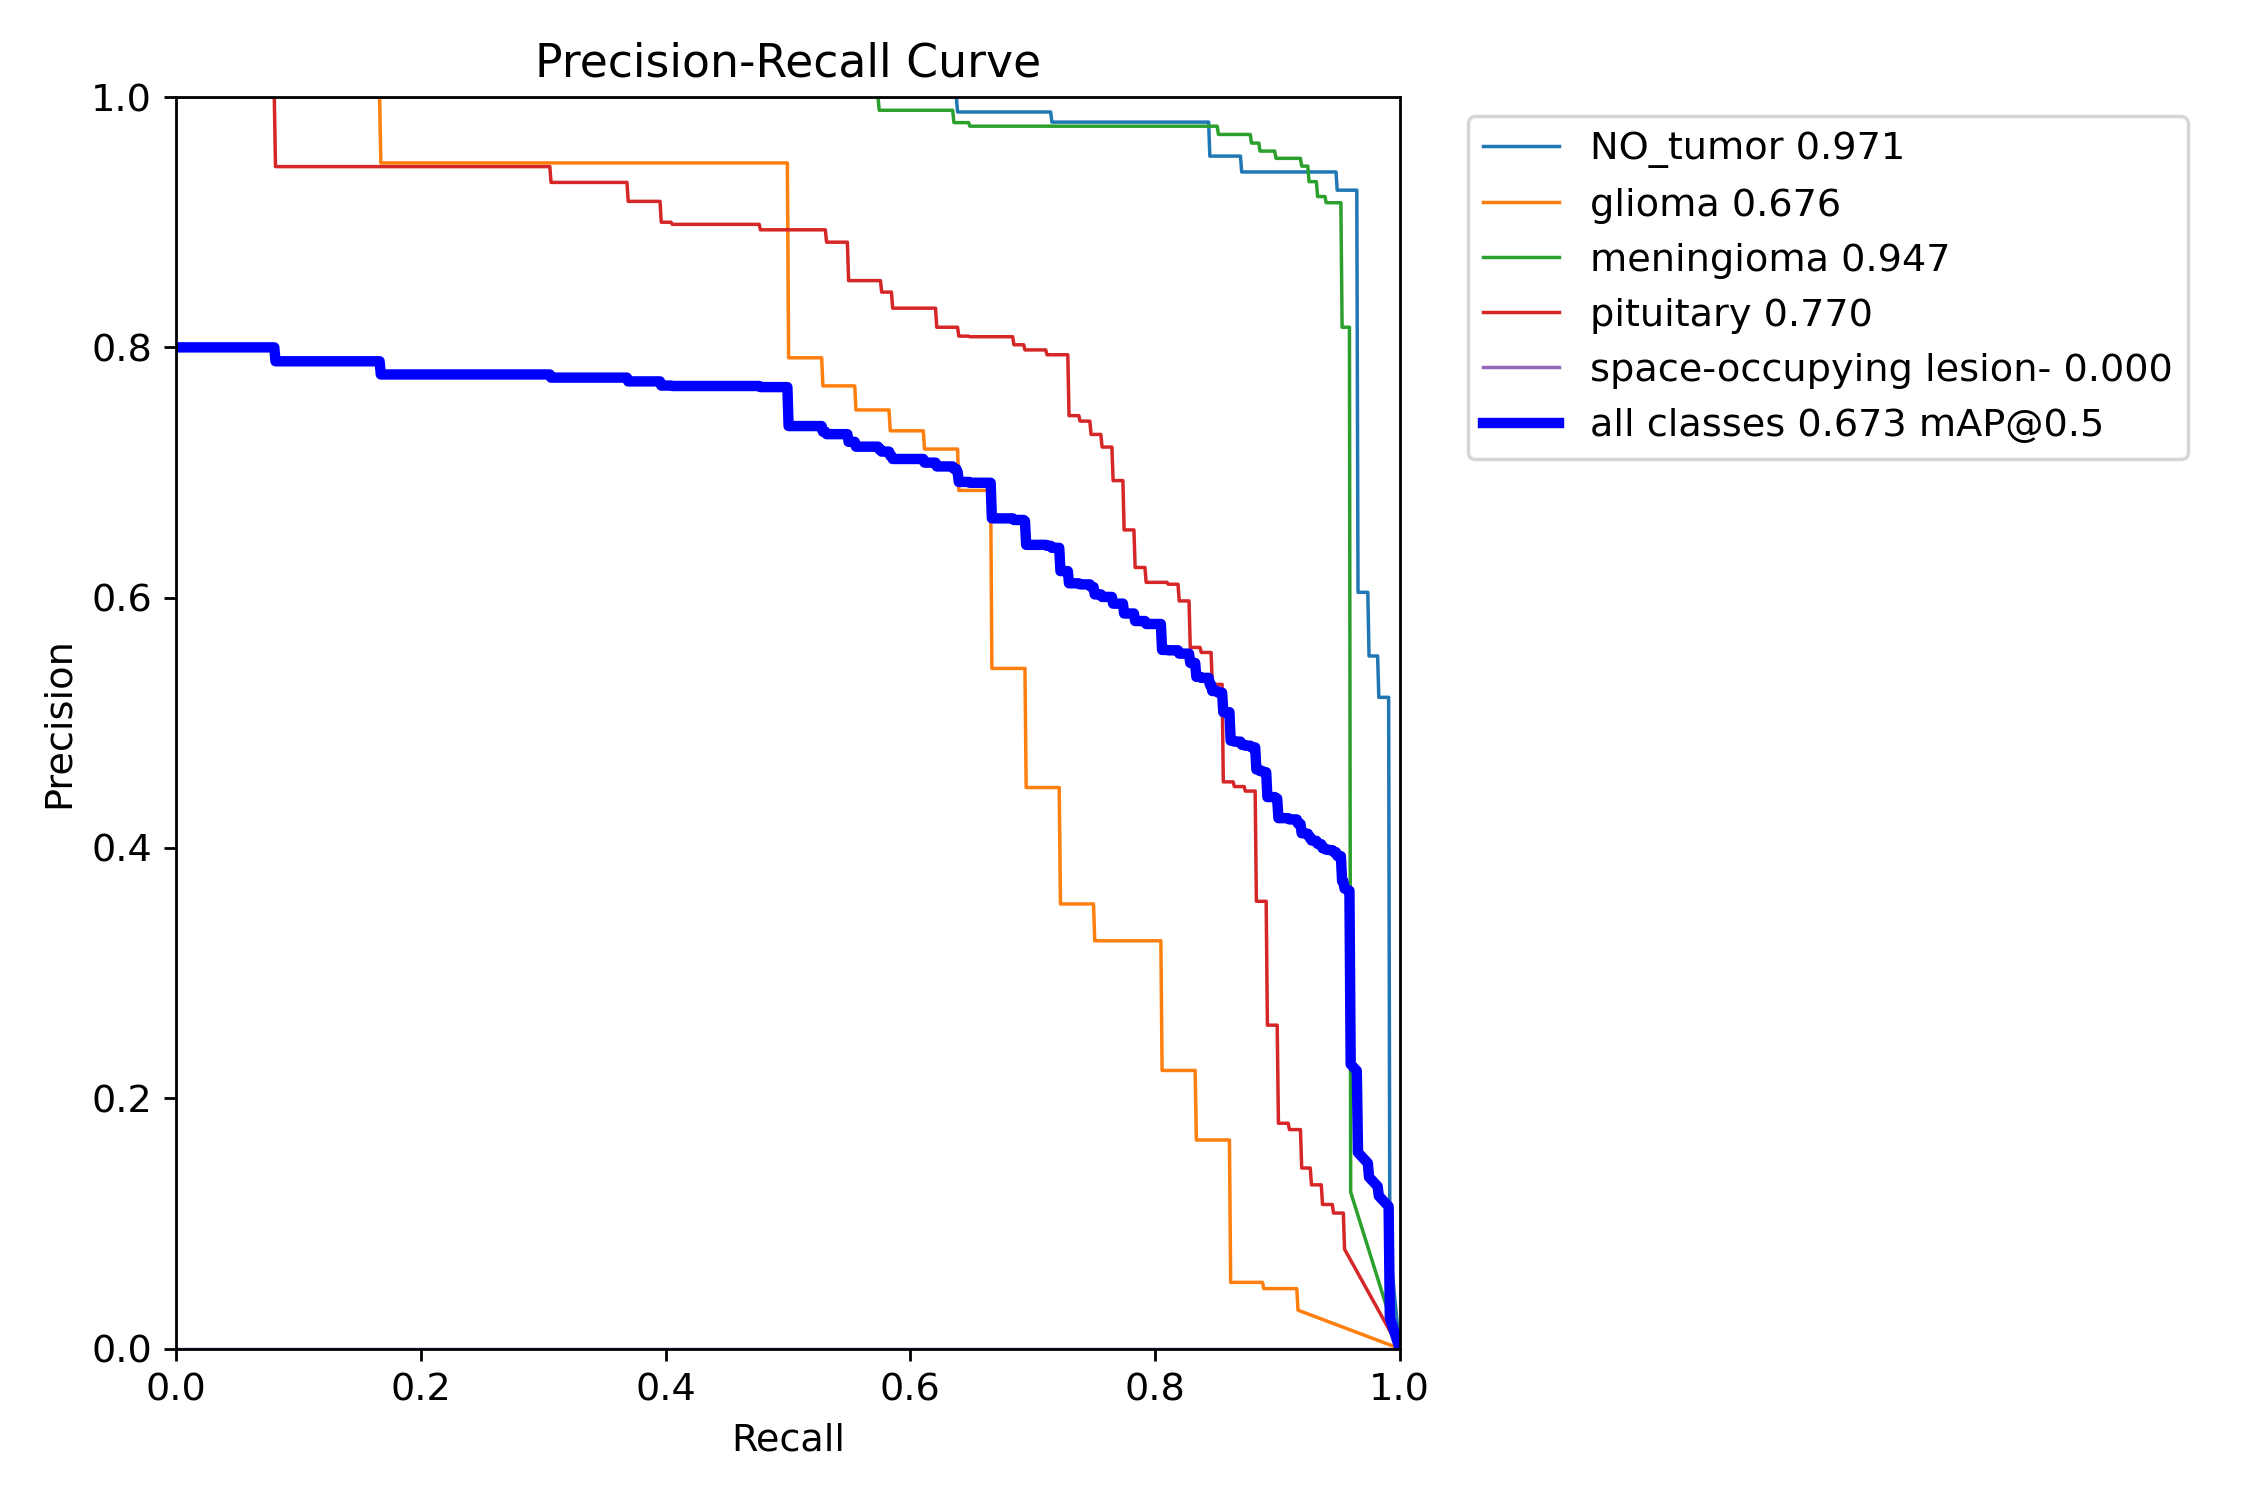 Precision-Recall Curve
1.0
0.8
0.6
0.4
0.2
0.0
Precision
0.0 0.2 0.4 0.6 0.8 1.0
Recall
NO_tumor 0.971
glioma 0.676
meningioma 0.947
pituitary 0.770
space-occupying lesion- 0.000
all classes 0.673 mAP@0.5